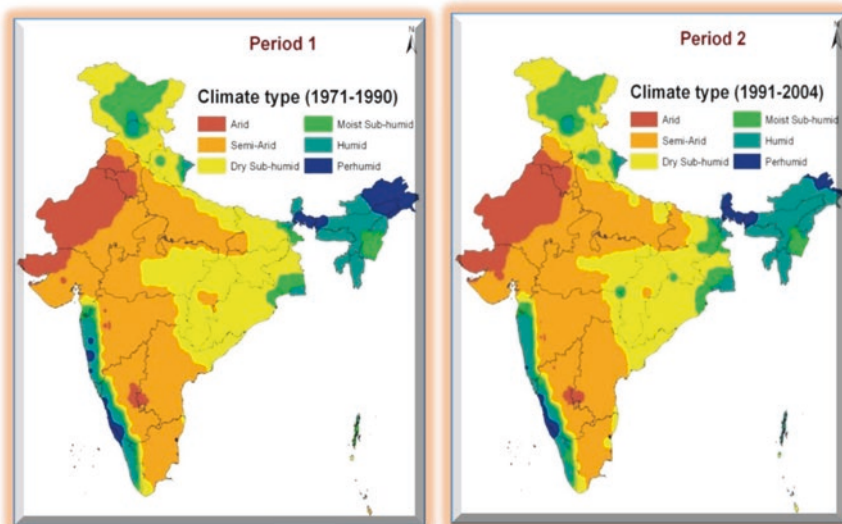 Period 1
N
Climate type (1971-1990)
Arid
Moist Sub-humid
Semi-Arid
Humid
Dry Sub-humid
Perhumid
Period 2
N
Climate type (1991-2004)
Arid
Moist Sub-humid
Semi-Arid
Humid
Dry Sub-humid
Perhumid